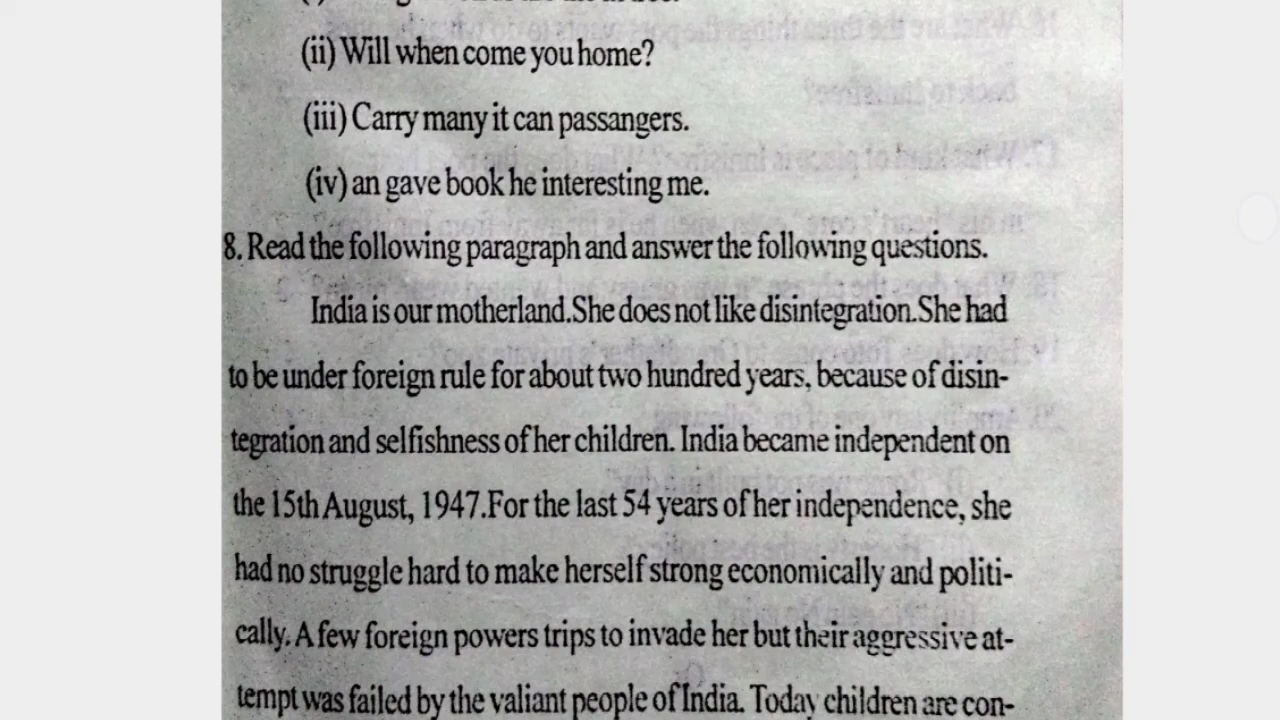 (ii) Will when come you home?
(iii) Carry many it can passangers.
(iv) an gave book he interesting me.
8. Read the following paragraph and answer the following questions.
India is our motherland.She does not like disintegration.She had
to be under foreign rule for about two hundred years, because of disin-
tegration and selfishness of her children. India became independent on
the 15th August, 1947.For the last 54 years of her independence, she
had no struggle hard to make herself strong economically and politi-
cally. A few foreign powers trips to invade her but their aggressive at-
tempt was failed by the valiant people of India. Today children are con-